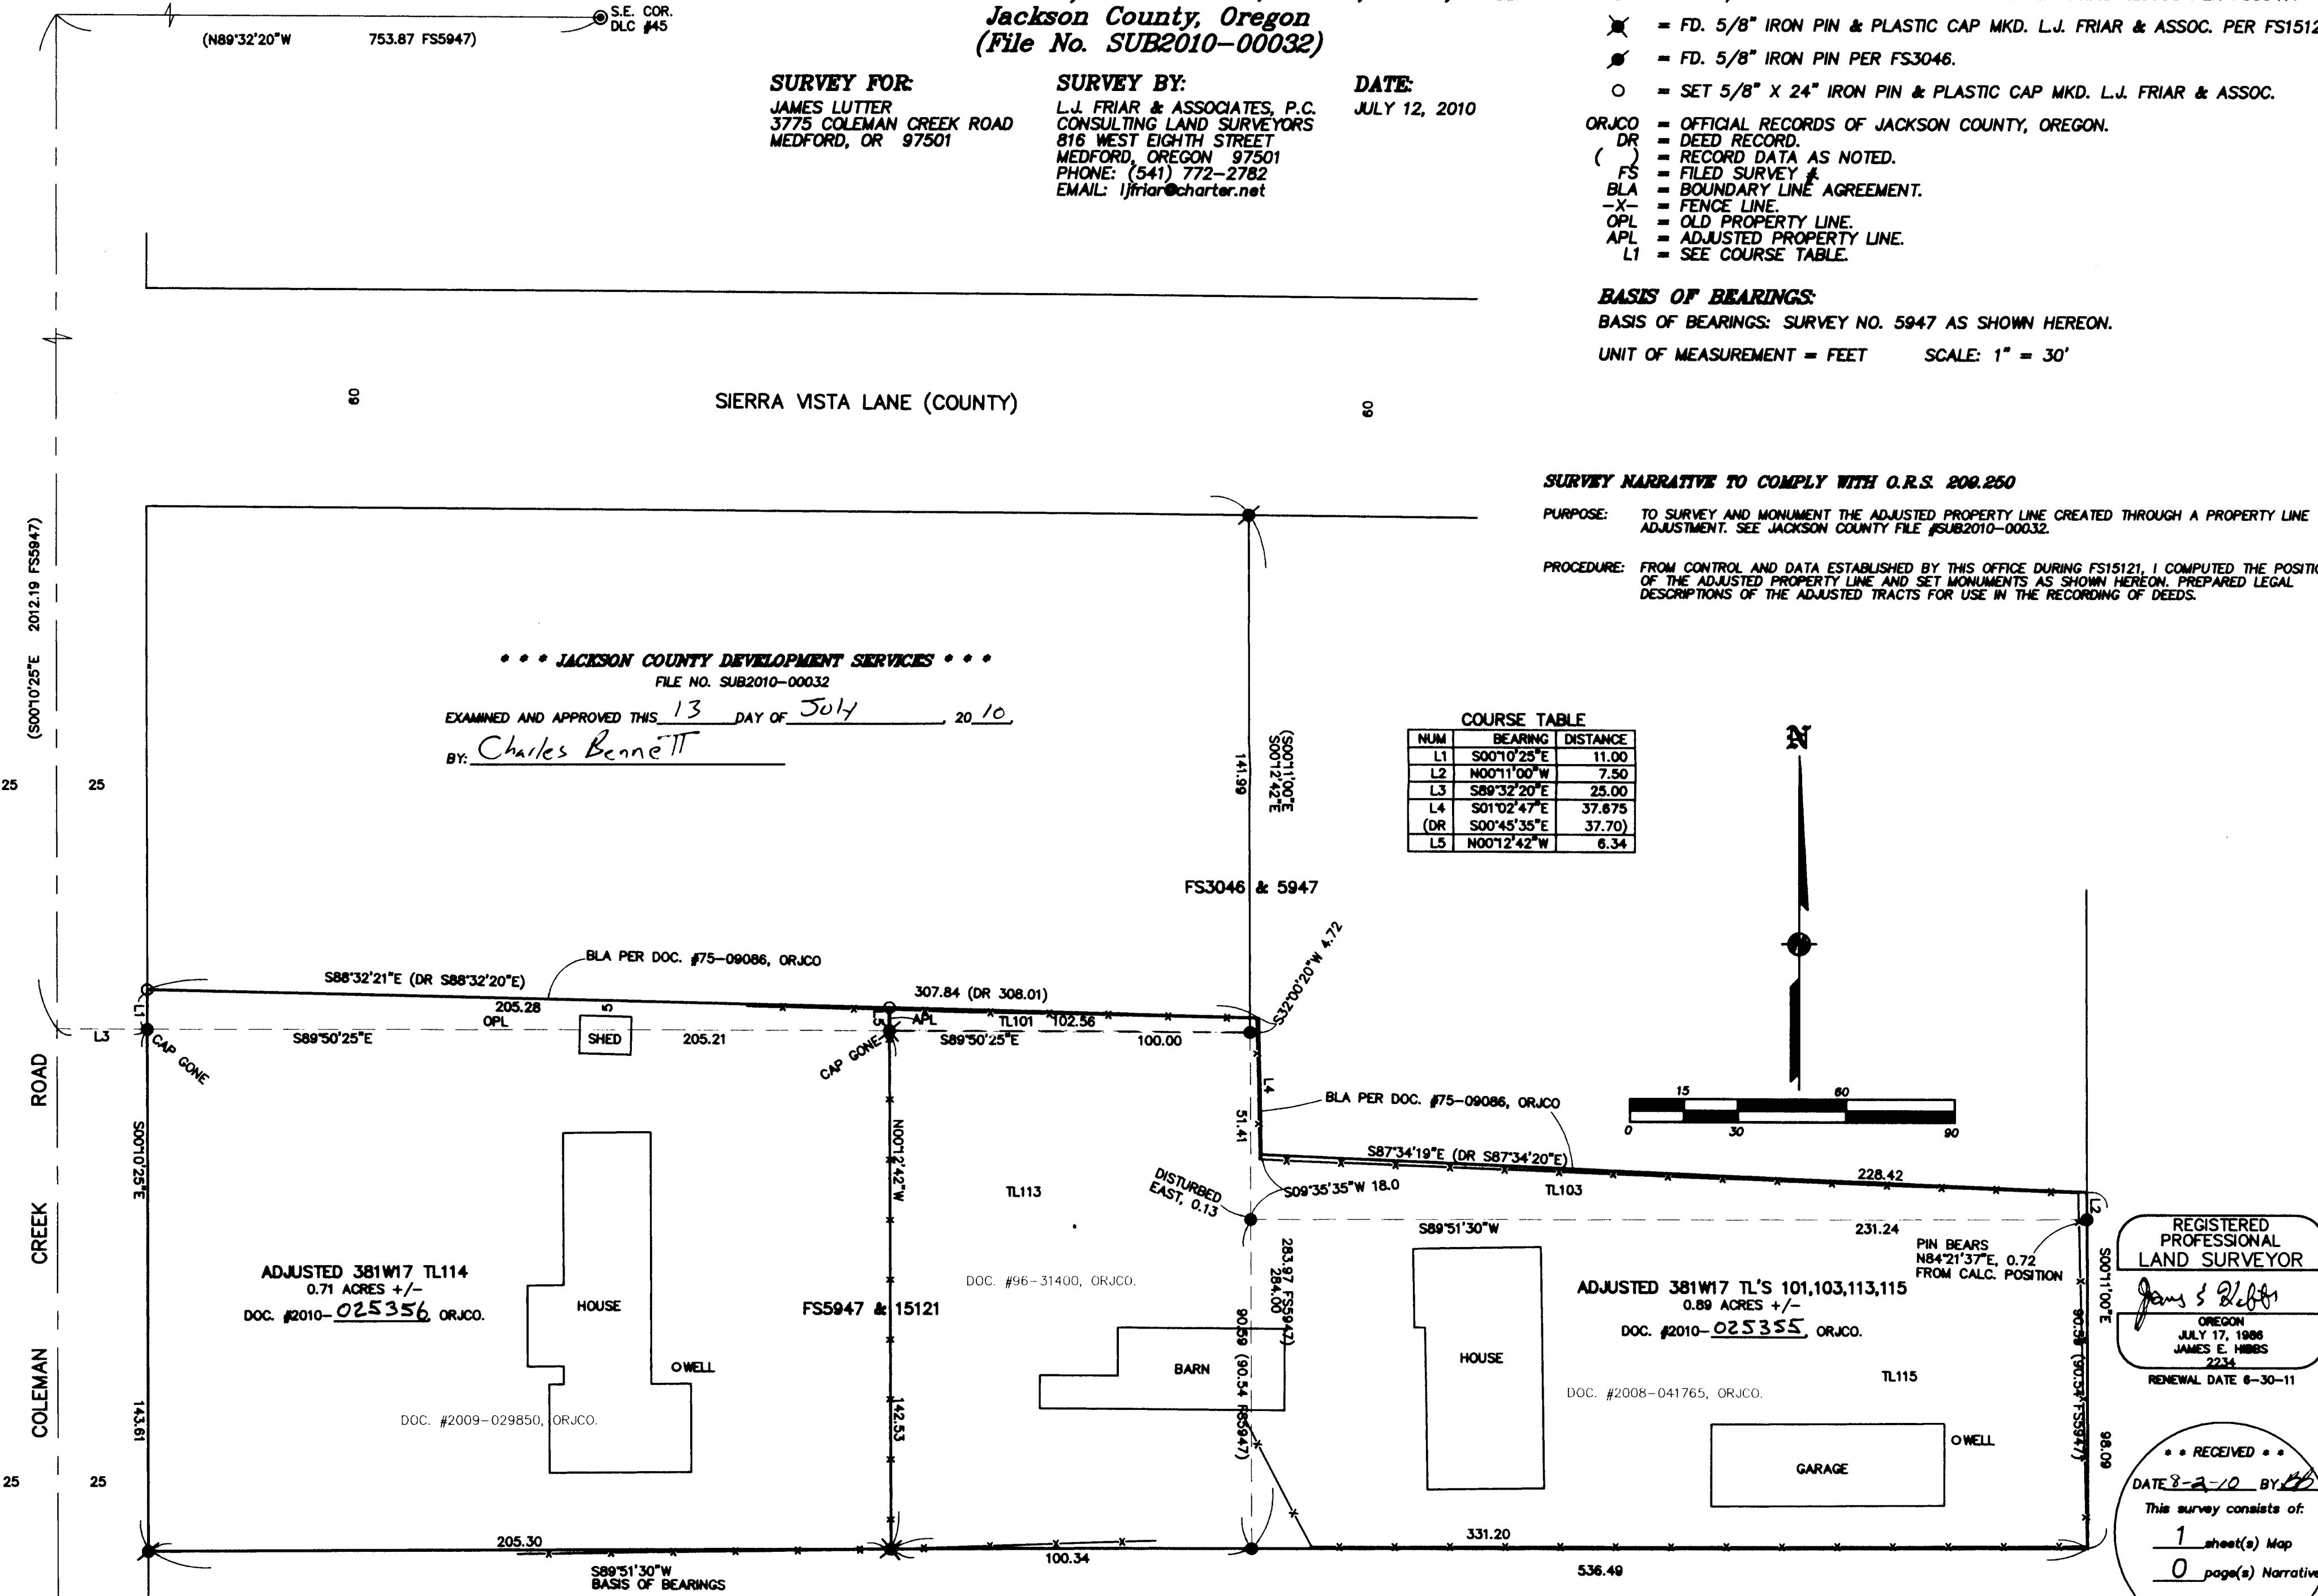 S.E. COR.
DLC #45
(N89°32'20"W 753.87 FS5947)
Jackson County, Oregon
(File No. SUB2010-00032)
SURVEY FOR:
JAMES LUTTER
3775 COLEMAN CREEK ROAD
MEDFORD, OR 97501
SURVEY BY:
L.J. FRIAR & ASSOCIATES, P.C.
CONSULTING LAND SURVEYORS
816 WEST EIGHTH STREET
MEDFORD, OREGON 97501
PHONE: (541) 772-2782
EMAIL: ljfriar@charter.net
DATE:
JULY 12, 2010
= FD. 5/8" IRON PIN & PLASTIC CAP MKD. L.J. FRIAR & ASSOC. PER FS1512
= FD. 5/8" IRON PIN PER FS3046.
= SET 5/8" X 24" IRON PIN & PLASTIC CAP MKD. L.J. FRIAR & ASSOC.
ORJCO = OFFICIAL RECORDS OF JACKSON COUNTY, OREGON.
DR = DEED RECORD.
( ) = RECORD DATA AS NOTED.
FS = FILED SURVEY #.
BLA = BOUNDARY LINE AGREEMENT.
-X- = FENCE LINE.
OPL = OLD PROPERTY LINE.
APL = ADJUSTED PROPERTY LINE.
L1 = SEE COURSE TABLE.
BASIS OF BEARINGS:
BASIS OF BEARINGS: SURVEY NO. 5947 AS SHOWN HEREON.
UNIT OF MEASUREMENT = FEET SCALE: 1" = 30'
60
SIERRA VISTA LANE (COUNTY)
60
SURVEY NARRATIVE TO COMPLY WITH O.R.S. 209.250
PURPOSE: TO SURVEY AND MONUMENT THE ADJUSTED PROPERTY LINE CREATED THROUGH A PROPERTY LINE
ADJUSTMENT. SEE JACKSON COUNTY FILE #SUB2010-00032.
PROCEDURE: FROM CONTROL AND DATA ESTABLISHED BY THIS OFFICE DURING FS15121, I COMPUTED THE POSITIO
OF THE ADJUSTED PROPERTY LINE AND SET MONUMENTS AS SHOWN HEREON. PREPARED LEGAL
DESCRIPTIONS OF THE ADJUSTED TRACTS FOR USE IN THE RECORDING OF DEEDS.
(S00°10'25"E 2012.19 FS5947)
* * * JACKSON COUNTY DEVELOPMENT SERVICES * * *
FILE NO. SUB2010-00032
EXAMINED AND APPROVED THIS 13 DAY OF July, 2010.
BY: Charles Bennett
25 25
141.99
(S00°11'00"E
S00°12'42"E
COURSE TABLE
NUM BEARING DISTANCE
L1 S00°10'25"E 11.00
L2 N00°11'00"W 7.50
L3 S89°32'20"E 25.00
L4 S01°02'47"E 37.675
(DR S00°45'35"E 37.70)
L5 N00°12'42"W 6.34
N
FS3046 & 5947
S32°00'20"W 4.72
BLA PER DOC. #75-09086, ORJCO
S88°32'21"E (DR S88°32'20"E)
307.84 (DR 308.01)
205.28
5
OPL
L1
L5
APL
TL101 102.56
L3
S89°50'25"E
SHED
205.21
S89°50'25"E
100.00
CAP GONE
CAP GONE
L4
51.41
BLA PER DOC. #75-09086, ORJCO
15 60
0 30 90
S87°34'19"E (DR S87°34'20"E)
228.42
S09°35'35"W 18.0
TL103
DISTURBED
EAST, 0.13
S89°51'30"W
231.24
L2
PIN BEARS
N84°21'37"E, 0.72
FROM CALC. POSITION
S00°10'25"E
143.61
N00°12'42"W
142.53
TL113
ADJUSTED 381W17 TL114
0.71 ACRES +/-
DOC. #2010-025356, ORJCO.
HOUSE
WELL
DOC. #2009-029850, ORJCO.
FS5947 & 15121
DOC. #96-31400, ORJCO.
BARN
283.97 FS5947)
284.00
90.59 (90.54 FS5947)
ADJUSTED 381W17 TL'S 101,103,113,115
0.89 ACRES +/-
DOC. #2010-025355, ORJCO.
HOUSE
TL115
DOC. #2008-041765, ORJCO.
WELL
GARAGE
90.59 (90.54 FS5947)
S00°11'00"E
98.09
COLEMAN CREEK ROAD
25 25
205.30
S89°51'30"W
BASIS OF BEARINGS
100.34
331.20
536.49
REGISTERED
PROFESSIONAL
LAND SURVEYOR
James E Hibbs
OREGON
JULY 17, 1986
JAMES E. HIBBS
2234
RENEWAL DATE 6-30-11
* * RECEIVED * *
DATE 8-2-10 BY
This survey consists of:
1 sheet(s) Map
0 page(s) Narrative